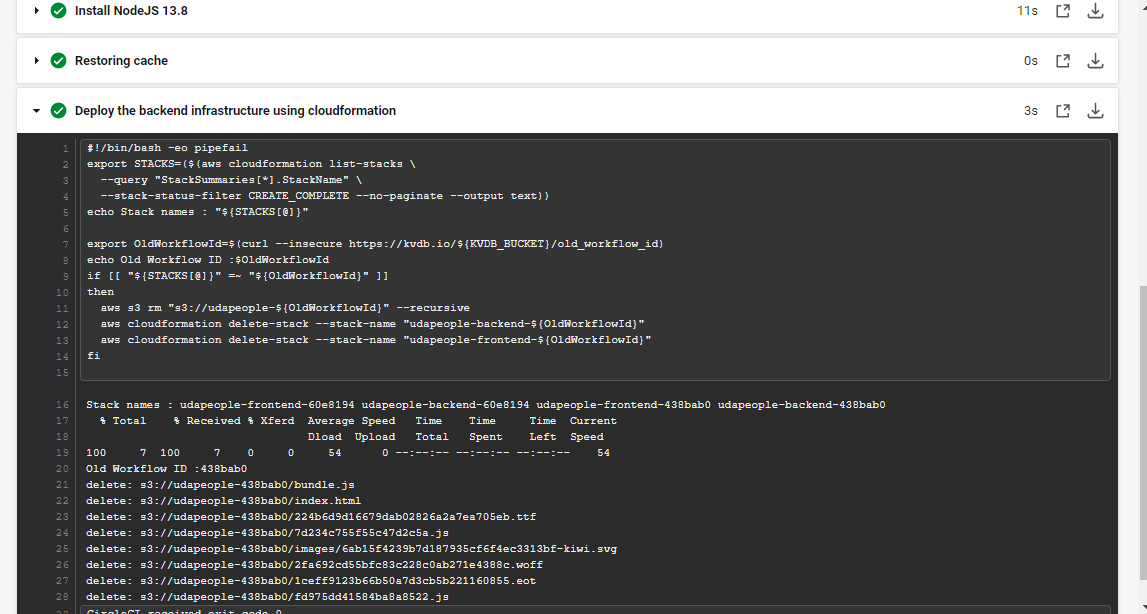 Install NodeJS 13.8 11s
Restoring cache 0s
Deploy the backend infrastructure using cloudformation 3s
1 #!/bin/bash -eo pipefail
2 export STACKS=($(aws cloudformation list-stacks \
3 --query "StackSummaries[*].StackName" \
4 --stack-status-filter CREATE_COMPLETE --no-paginate --output text))
5 echo Stack names : "${STACKS[@]}"
6
7 export OldWorkflowId=$(curl --insecure https://kvdb.io/${KVDB_BUCKET}/old_workflow_id)
8 echo Old Workflow ID :$OldWorkflowId
9 if [[ "${STACKS[@]}" =~ "${OldWorkflowId}" ]]
10 then
11 aws s3 rm "s3://udapeople-${OldWorkflowId}" --recursive
12 aws cloudformation delete-stack --stack-name "udapeople-backend-${OldWorkflowId}"
13 aws cloudformation delete-stack --stack-name "udapeople-frontend-${OldWorkflowId}"
14 fi
15
16 Stack names : udapeople-frontend-60e8194 udapeople-backend-60e8194 udapeople-frontend-438bab0 udapeople-backend-438bab0
17 % Total % Received % Xferd Average Speed Time Time Time Current
18 Dload Upload Total Spent Left Speed
19 100 7 100 7 0 0 54 0 --:--:-- --:--:-- --:--:-- 54
20 Old Workflow ID :438bab0
21 delete: s3://udapeople-438bab0/bundle.js
22 delete: s3://udapeople-438bab0/index.html
23 delete: s3://udapeople-438bab0/224b6d9d16679dab02826a2a7ea705eb.ttf
24 delete: s3://udapeople-438bab0/7d234c755f55c47d2c5a.js
25 delete: s3://udapeople-438bab0/images/6ab15f4239b7d187935cf6f4ec3313bf-kiwi.svg
26 delete: s3://udapeople-438bab0/2fa692cd55bfc83c228c0ab271e4388c.woff
27 delete: s3://udapeople-438bab0/1ceff9123b66b50a7d3cb5b221160855.eot
28 delete: s3://udapeople-438bab0/fd975dd41584ba8a8522.js
29 CircleCI received exit code 0